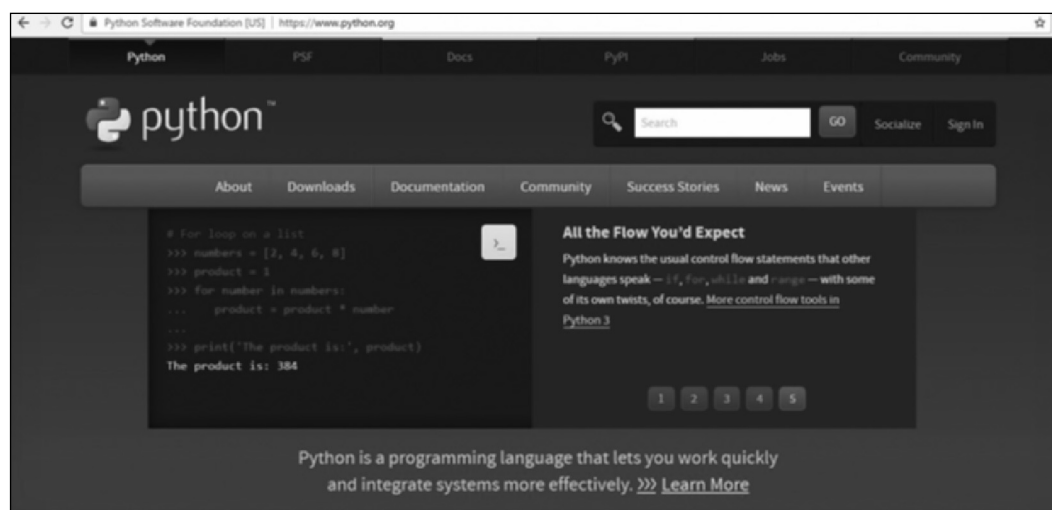 Python Software Foundation [US] | https://www.python.org
Python PSF Docs PyPI Jobs Community
python™
Search GO Socialize Sign In
About Downloads Documentation Community Success Stories News Events
# For loop on a list
>>> numbers = [2, 4, 6, 8]
>>> product = 1
>>> for number in numbers:
...     product = product * number
...
>>> print('The product is:', product)
The product is: 384
>_
All the Flow You'd Expect
Python knows the usual control flow statements that other
languages speak — if, for, while and range — with some
of its own twists, of course. More control flow tools in
Python 3
1 2 3 4 5
Python is a programming language that lets you work quickly
and integrate systems more effectively. >>> Learn More